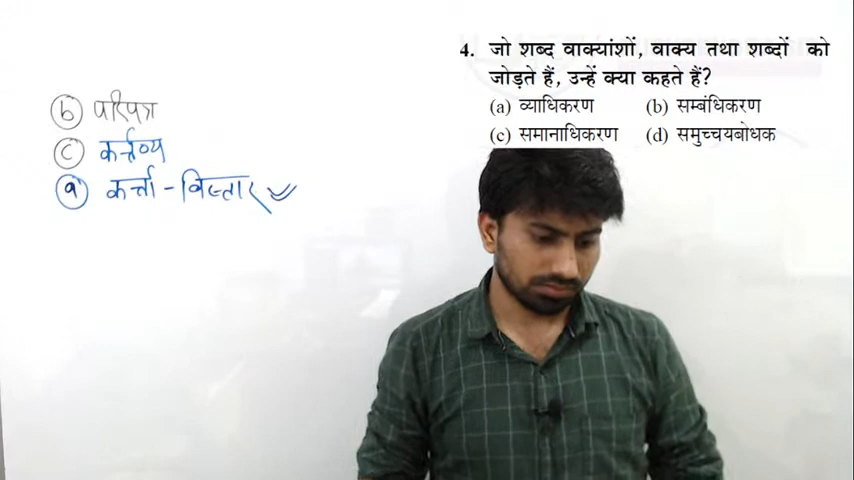 4. जो शब्द वाक्यांशों, वाक्य तथा शब्दों को
जोड़ते हैं, उन्हें क्या कहते हैं?
(a) व्याधिकरण (b) सम्बंधिकरण
(c) समानाधिकरण (d) समुच्चयबोधक
(b) परिपत्र
(c) कर्त्तव्य
(a) कर्त्ता - विस्तार